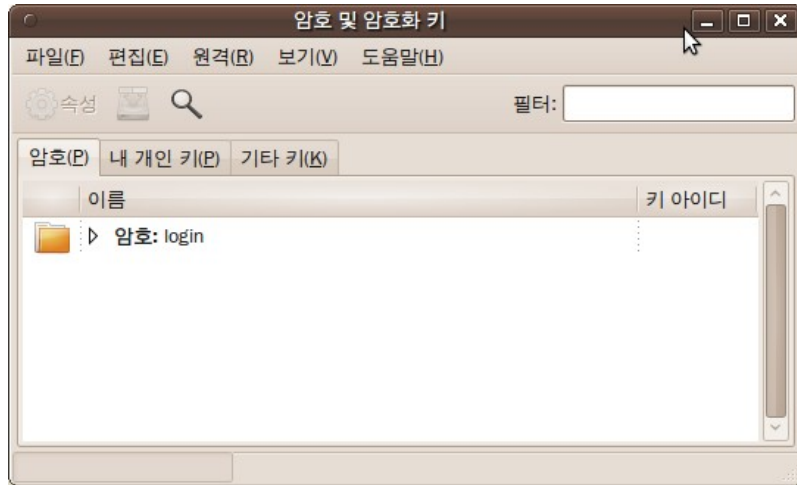 암호 및 암호화 키
파일(F) 편집(E) 원격(R) 보기(V) 도움말(H)
속성 필터:
암호(P) 내 개인 키(P) 기타 키(K)
이름 키 아이디
암호: login